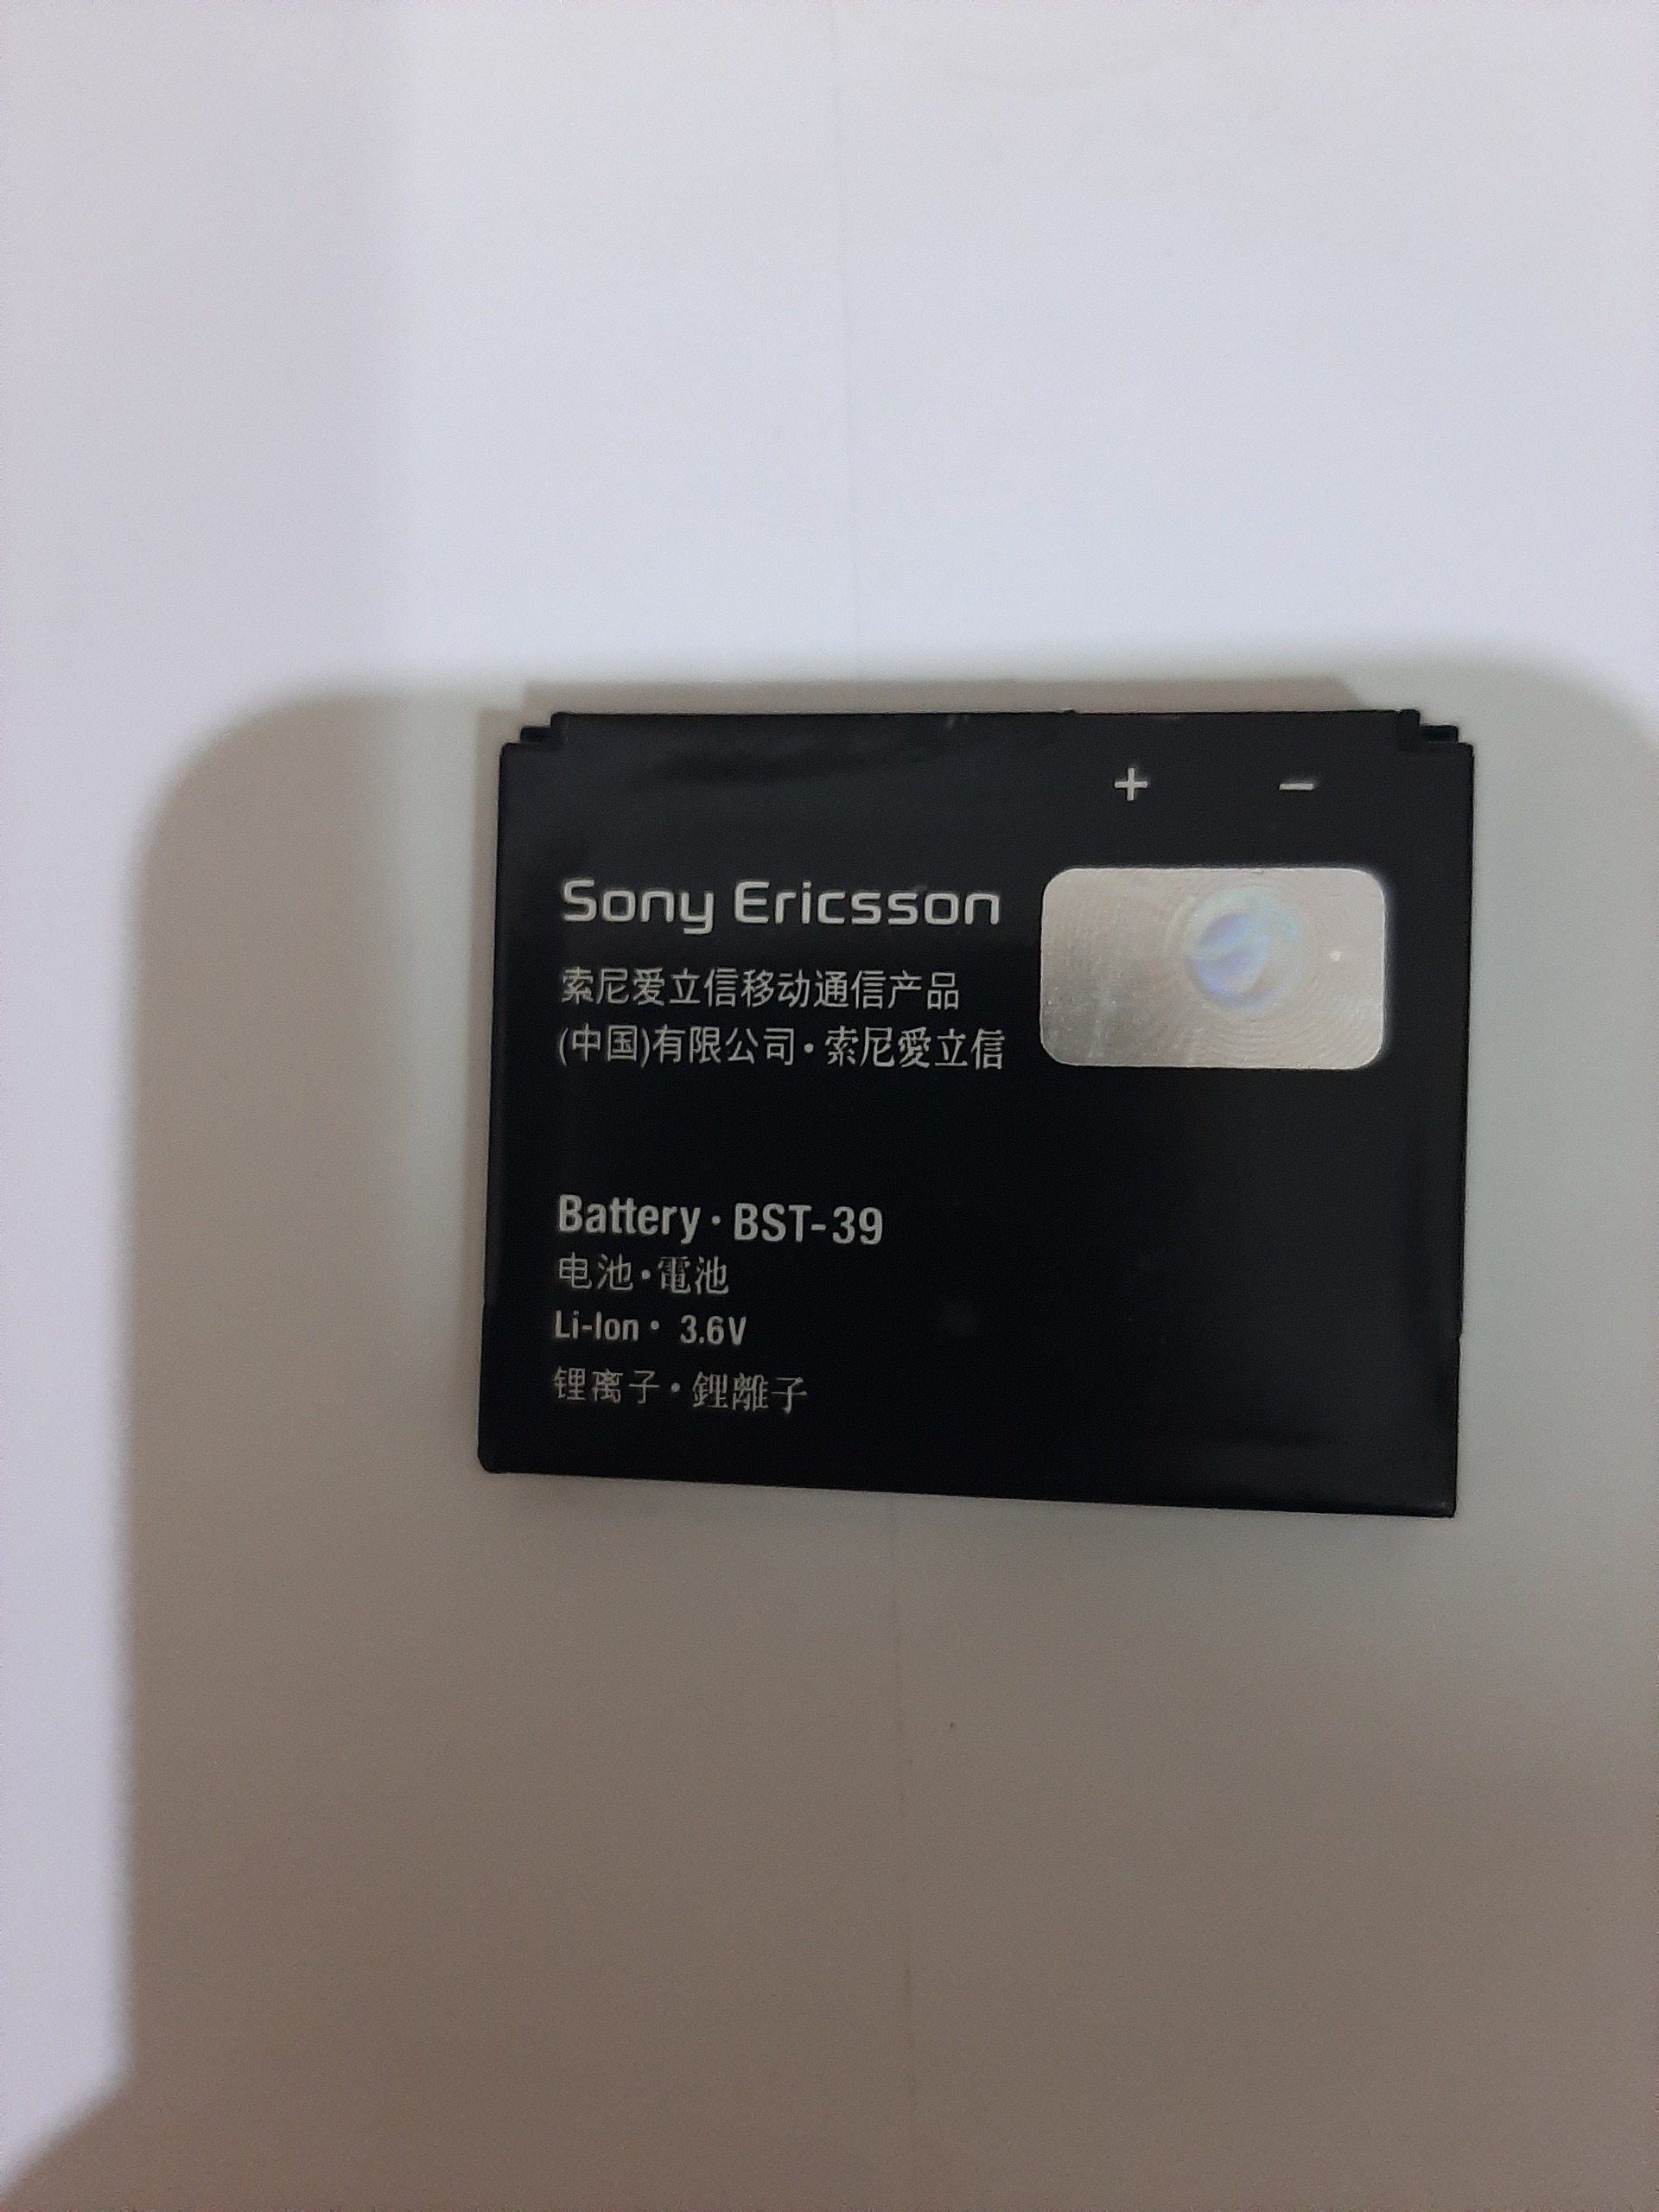 + −
Sony Ericsson
索尼爱立信移动通信产品
(中国)有限公司·索尼愛立信
Battery · BST-39
电池·電池
Li-Ion · 3.6V
锂离子·鋰離子